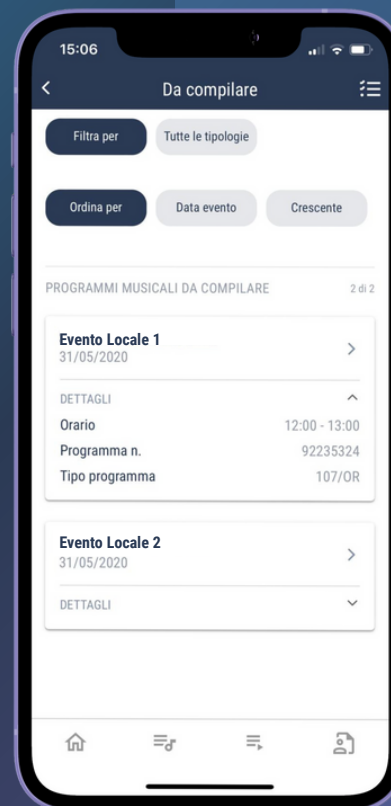 15:06
Da compilare
Filtra per Tutte le tipologie
Ordina per Data evento Crescente
PROGRAMMI MUSICALI DA COMPILARE 2 di 2
Evento Locale 1
31/05/2020
DETTAGLI
Orario 12:00 - 13:00
Programma n. 92235324
Tipo programma 107/OR
Evento Locale 2
31/05/2020
DETTAGLI